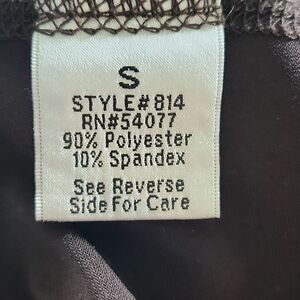 S
STYLE#814
RN#54077
90% Polyester
10% Spandex
See Reverse
Side For Care